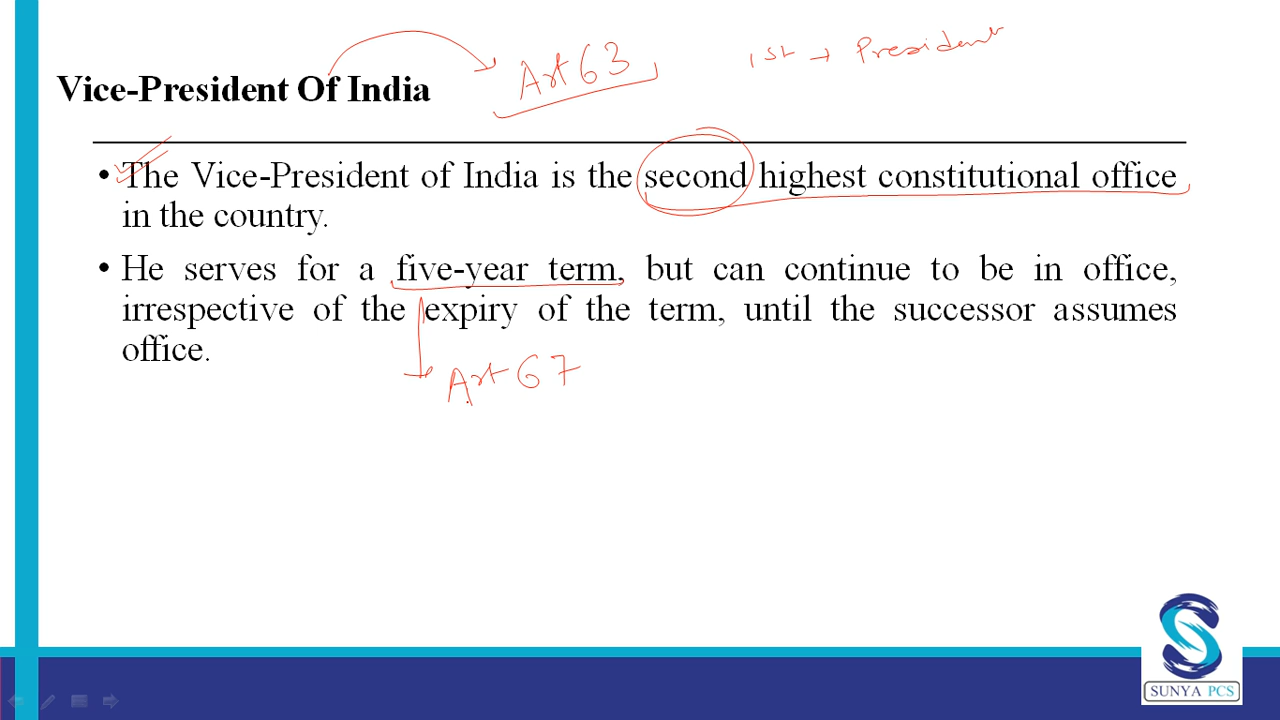 Art 63
1st → President
Vice-President Of India
• The Vice-President of India is the second highest constitutional office
in the country.
• He serves for a five-year term, but can continue to be in office,
irrespective of the expiry of the term, until the successor assumes
office.
Art 67
SUNYA PCS